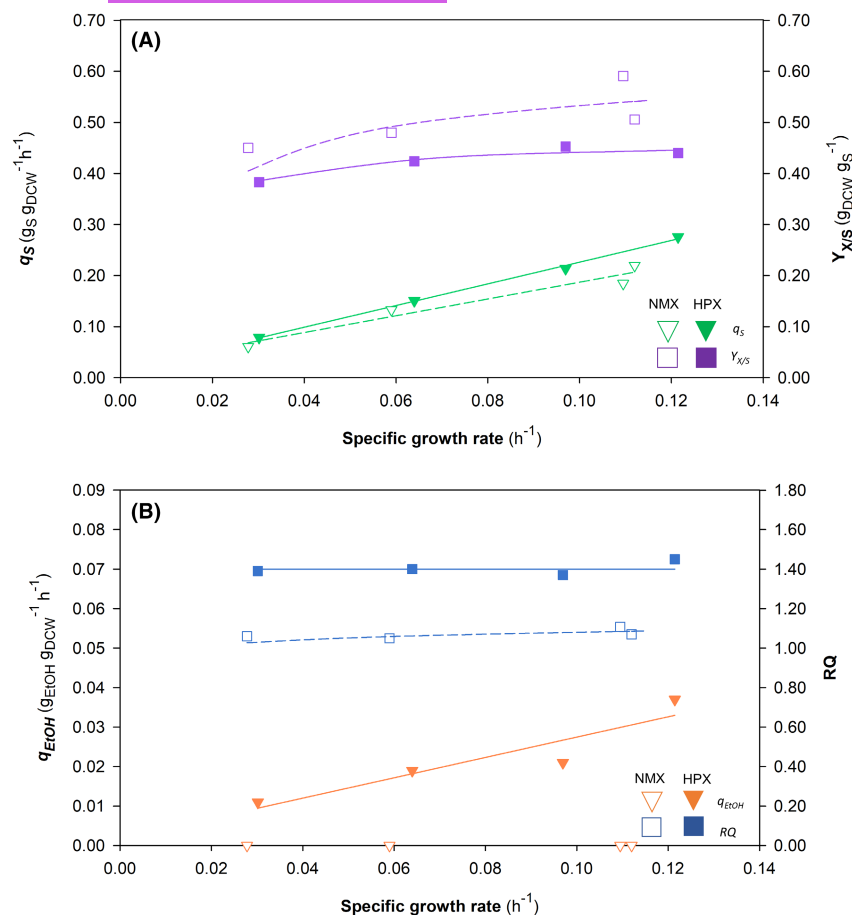 (A)
0.70
0.60
0.50
0.40
0.30
0.20
0.10
0.00
qS (gS gDCW⁻¹h⁻¹)
0.70
0.60
0.50
0.40
0.30
0.20
0.10
0.00
YX/S (gDCW gS⁻¹)
NMX HPX
qS
YX/S
0.00 0.02 0.04 0.06 0.08 0.10 0.12 0.14
Specific growth rate (h⁻¹)
(B)
0.09
0.08
0.07
0.06
0.05
0.04
0.03
0.02
0.01
0.00
qEtOH (gEtOH gDCW⁻¹h⁻¹)
1.80
1.60
1.40
1.20
1.00
0.80
0.60
0.40
0.20
0.00
RQ
NMX HPX
qEtOH
RQ
0.00 0.02 0.04 0.06 0.08 0.10 0.12 0.14
Specific growth rate (h⁻¹)